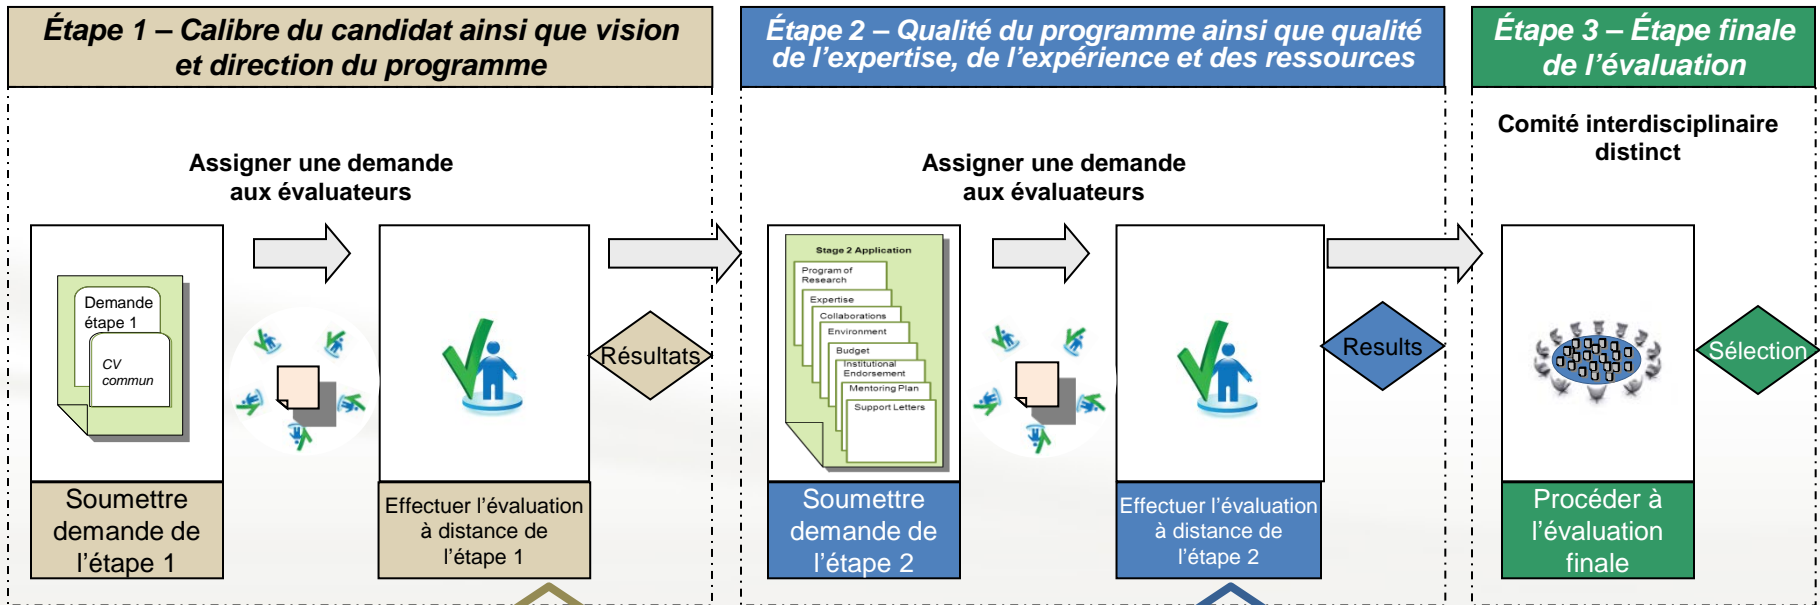 Étape 1 – Calibre du candidat ainsi que vision
et direction du programme
Assigner une demande
aux évaluateurs
Demande
étape 1
CV
commun
Résultats
Soumettre
demande de
l'étape 1
Effectuer l'évaluation
à distance de
l'étape 1
Étape 2 – Qualité du programme ainsi que qualité
de l'expertise, de l'expérience et des ressources
Assigner une demande
aux évaluateurs
Stage 2 Application
Program of
Research
Expertise
Collaborations
Environment
Budget
Institutional
Endorsement
Mentoring Plan
Support Letters
Results
Soumettre
demande de
l'étape 2
Effectuer l'évaluation
à distance de
l'étape 2
Étape 3 – Étape finale
de l'évaluation
Comité interdisciplinaire
distinct
Sélection
Procéder à
l'évaluation
finale